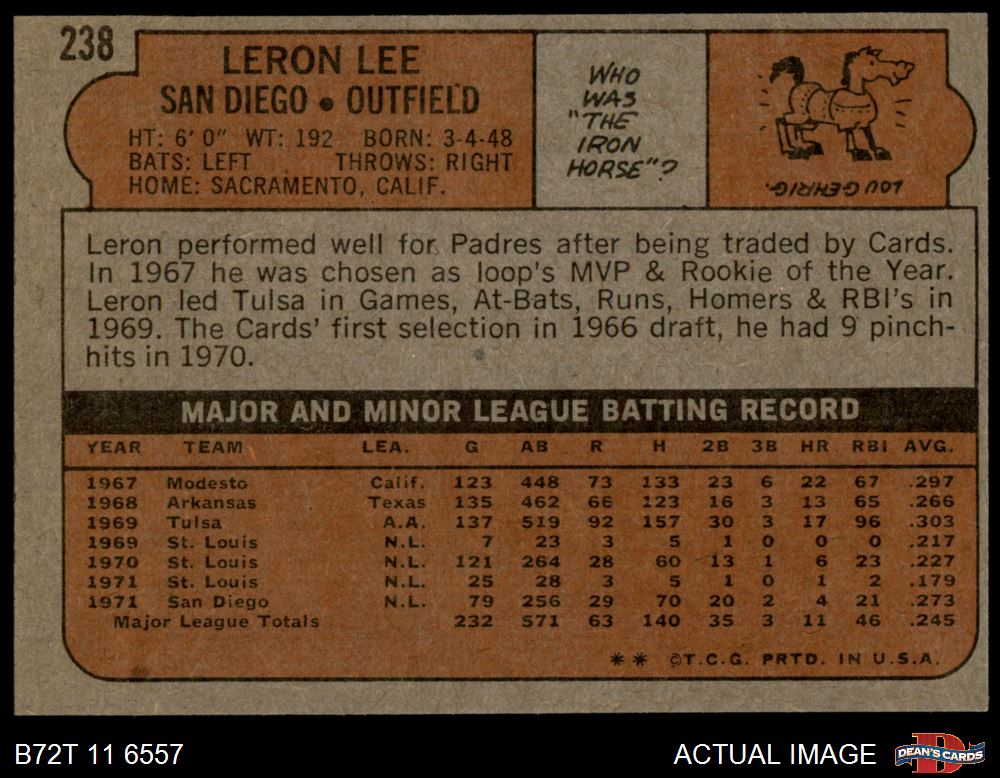 238
LERON LEE
SAN DIEGO • OUTFIELD
HT: 6' 0" WT: 192 BORN: 3-4-48
BATS: LEFT THROWS: RIGHT
HOME: SACRAMENTO, CALIF.
WHO
WAS
"THE
IRON
HORSE"?
LOU GEHRIG.
Leron performed well for Padres after being traded by Cards.
In 1967 he was chosen as loop's MVP & Rookie of the Year.
Leron led Tulsa in Games, At-Bats, Runs, Homers & RBI's in
1969. The Cards' first selection in 1966 draft, he had 9 pinch-
hits in 1970.
MAJOR AND MINOR LEAGUE BATTING RECORD
YEAR TEAM LEA. G AB R H 2B 3B HR RBI AVG.
1967 Modesto Calif. 123 448 73 133 23 6 22 67 .297
1968 Arkansas Texas 135 462 66 123 16 3 13 65 .266
1969 Tulsa A.A. 137 519 92 157 30 3 17 96 .303
1969 St. Louis N.L. 7 23 3 5 1 0 0 0 .217
1970 St. Louis N.L. 121 264 28 60 13 1 6 23 .227
1971 St. Louis N.L. 25 28 3 5 1 0 1 2 .179
1971 San Diego N.L. 79 256 29 70 20 2 4 21 .273
Major League Totals 232 571 63 140 35 3 11 46 .245
** ©T.C.G. PRTD. IN U.S.A.
B72T 11 6557
ACTUAL IMAGE
DEAN'S CARDS